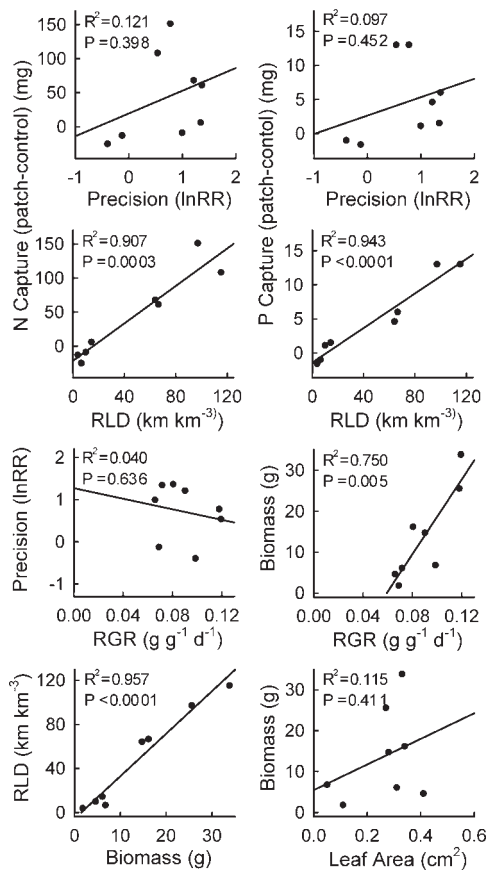 R²=0.121
P=0.398
N Capture (patch-control) (mg)
150
100
50
0
-1 0 1 2
Precision (lnRR)
R²=0.097
P=0.452
P Capture (patch-contol) (mg)
15
10
5
0
-1 0 1 2
Precision (lnRR)
R²=0.907
P=0.0003
150
100
50
0
0 40 80 120
RLD (km km⁻³)
R²=0.943
P<0.0001
15
10
5
0
0 40 80 120
RLD (km km⁻³)
R²=0.040
P=0.636
Precision (lnRR)
2
1
0
-1
0.00 0.04 0.08 0.12
RGR (g g⁻¹ d⁻¹)
R²=0.750
P=0.005
Biomass (g)
30
20
10
0
0.00 0.04 0.08 0.12
RGR (g g⁻¹ d⁻¹)
R²=0.957
P<0.0001
RLD (km km⁻³)
120
80
40
0
0 10 20 30
Biomass (g)
R²=0.115
P=0.411
Biomass (g)
30
20
10
0
0.0 0.2 0.4 0.6
Leaf Area (cm²)